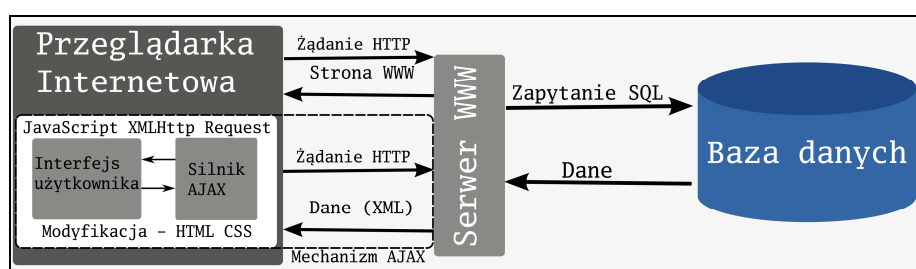 Przeglądarka
Internetowa
Żądanie HTTP
Strona WWW
JavaScript XMLHttp Request
Interfejs
użytkownika
Silnik
AJAX
Modyfikacja - HTML CSS
Żądanie HTTP
Dane (XML)
Mechanizm AJAX
Serwer WWW
Zapytanie SQL
Dane
Baza danych